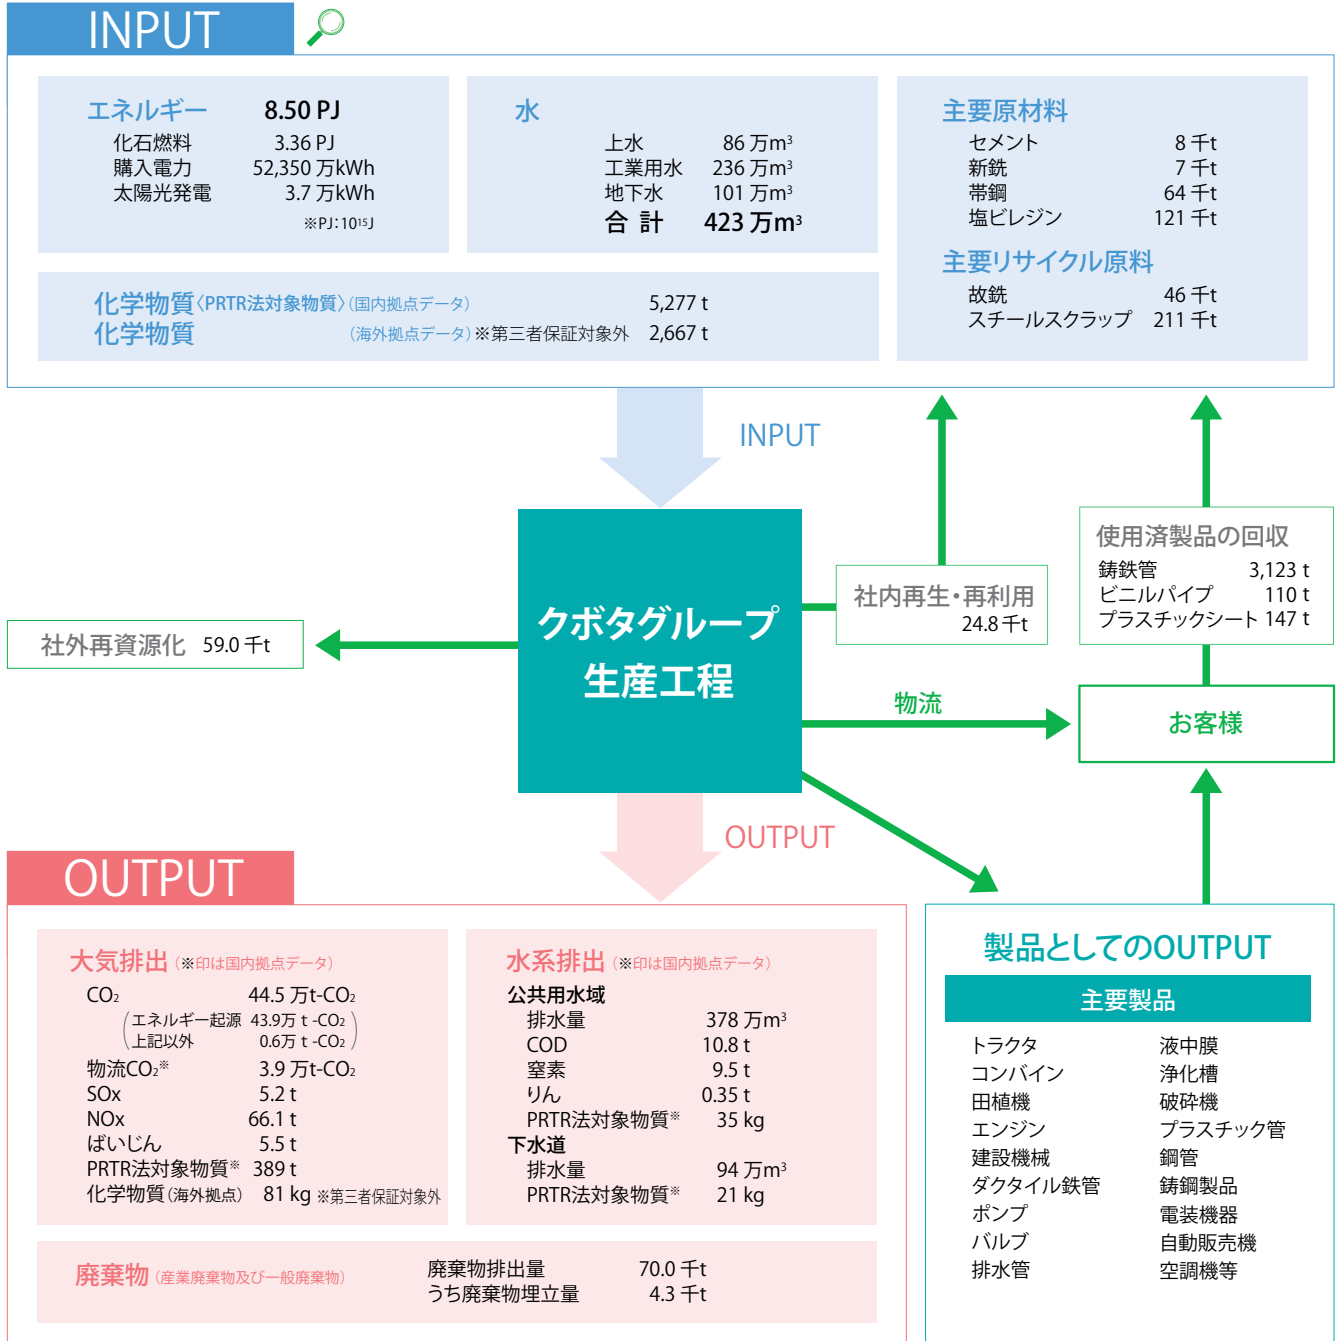 INPUT
エネルギー 8.50 PJ
化石燃料 3.36 PJ
購入電力 52,350 万kWh
太陽光発電 3.7 万kWh
※PJ:10¹⁵J
水
上水 86 万m³
工業用水 236 万m³
地下水 101 万m³
合 計 423 万m³
化学物質〈PRTR法対象物質〉(国内拠点データ) 5,277 t
化学物質 (海外拠点データ)※第三者保証対象外 2,667 t
主要原材料
セメント 8 千t
新銑 7 千t
帯鋼 64 千t
塩ビレジン 121 千t
主要リサイクル原料
故銑 46 千t
スチールスクラップ 211 千t
INPUT
クボタグループ
生産工程
社外再資源化 59.0 千t
社内再生・再利用
24.8 千t
使用済製品の回収
鋳鉄管 3,123 t
ビニルパイプ 110 t
プラスチックシート 147 t
物流
お客様
OUTPUT
OUTPUT
大気排出(※印は国内拠点データ)
CO₂ 44.5 万t-CO₂
(エネルギー起源 43.9万 t -CO₂
上記以外 0.6万 t -CO₂)
物流CO₂※ 3.9 万t-CO₂
SOx 5.2 t
NOx 66.1 t
ばいじん 5.5 t
PRTR法対象物質※ 389 t
化学物質(海外拠点) 81 kg ※第三者保証対象外
水系排出(※印は国内拠点データ)
公共用水域
排水量 378 万m³
COD 10.8 t
窒素 9.5 t
りん 0.35 t
PRTR法対象物質※ 35 kg
下水道
排水量 94 万m³
PRTR法対象物質※ 21 kg
廃棄物(産業廃棄物及び一般廃棄物)
廃棄物排出量 70.0 千t
うち廃棄物埋立量 4.3 千t
製品としてのOUTPUT
主要製品
トラクタ
コンバイン
田植機
エンジン
建設機械
ダクタイル鉄管
ポンプ
バルブ
排水管
液中膜
浄化槽
破砕機
プラスチック管
鋼管
鋳鋼製品
電装機器
自動販売機
空調機等